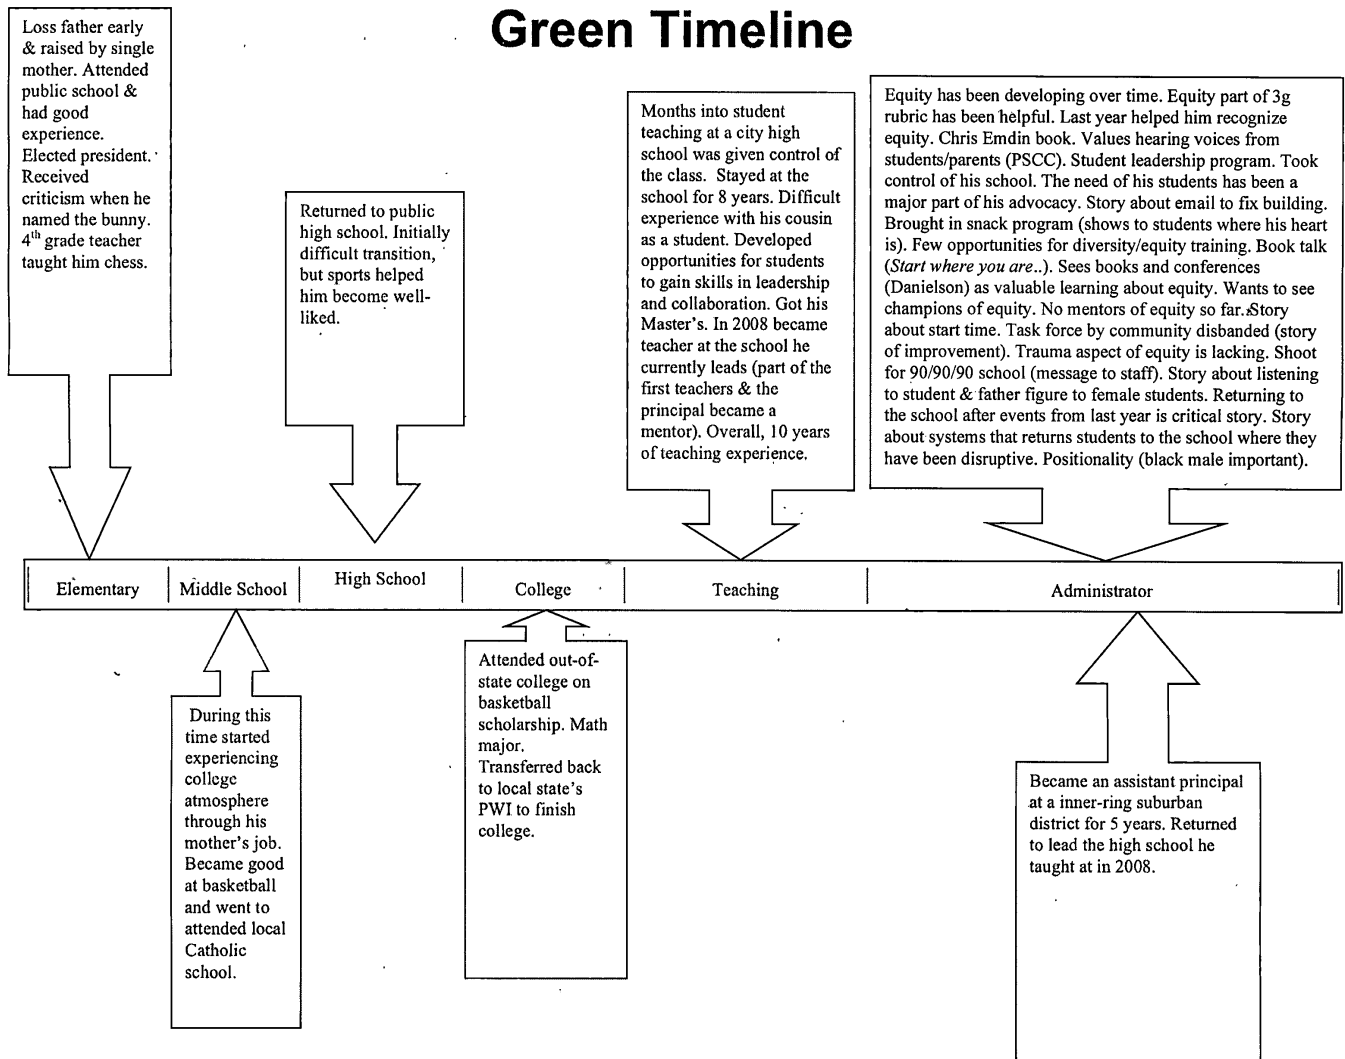 Green Timeline
Loss father early
& raised by single
mother. Attended
public school &
had good
experience.
Elected president.
Received
criticism when he
named the bunny.
4th grade teacher
taught him chess.
Returned to public
high school. Initially
difficult transition,
but sports helped
him become well-
liked.
Months into student
teaching at a city high
school was given control of
the class. Stayed at the
school for 8 years. Difficult
experience with his cousin
as a student. Developed
opportunities for students
to gain skills in leadership
and collaboration. Got his
Master's. In 2008 became
teacher at the school he
currently leads (part of the
first teachers & the
principal became a
mentor). Overall, 10 years
of teaching experience.
Equity has been developing over time. Equity part of 3g
rubric has been helpful. Last year helped him recognize
equity. Chris Emdin book. Values hearing voices from
students/parents (PSCC). Student leadership program. Took
control of his school. The need of his students has been a
major part of his advocacy. Story about email to fix building.
Brought in snack program (shows to students where his heart
is). Few opportunities for diversity/equity training. Book talk
(Start where you are..). Sees books and conferences
(Danielson) as valuable learning about equity. Wants to see
champions of equity. No mentors of equity so far. Story
about start time. Task force by community disbanded (story
of improvement). Trauma aspect of equity is lacking. Shoot
for 90/90/90 school (message to staff). Story about listening
to student & father figure to female students. Returning to
the school after events from last year is critical story. Story
about systems that returns students to the school where they
have been disruptive. Positionality (black male important).
Elementary
Middle School
High School
College
Teaching
Administrator
During this
time started
experiencing
college
atmosphere
through his
mother's job.
Became good
at basketball
and went to
attended local
Catholic
school.
Attended out-of-
state college on
basketball
scholarship. Math
major.
Transferred back
to local state's
PWI to finish
college.
Became an assistant principal
at a inner-ring suburban
district for 5 years. Returned
to lead the high school he
taught at in 2008.